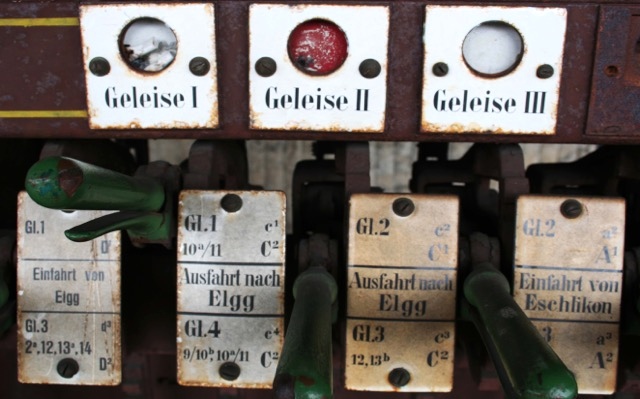 Geleise I
Geleise II
Geleise III
Gl.1
D¹
Einfahrt von
Elgg
Gl.3 d³
2ª,12,13ª,14
D²
Gl.1 c¹
10ª/11 C²
Ausfahrt nach
Elgg
Gl.4 c⁴
9/10ᵇ 10ª/11 C²
Gl.2 c²
C¹
Ausfahrt nach
Elgg
Gl.3 c³
12,13ᵇ C²
Gl.2 a²
A¹
Einfahrt von
Eschlikon
3 a³
A²